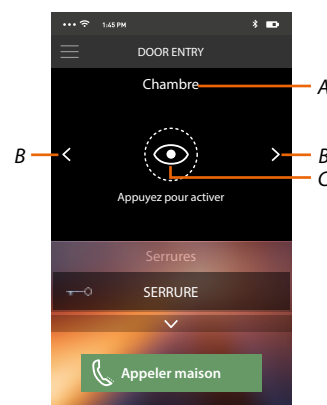 1:45 PM
DOOR ENTRY
Chambre
A
B
B
C
Appuyez pour activer
Serrures
SERRURE
Appeler maison